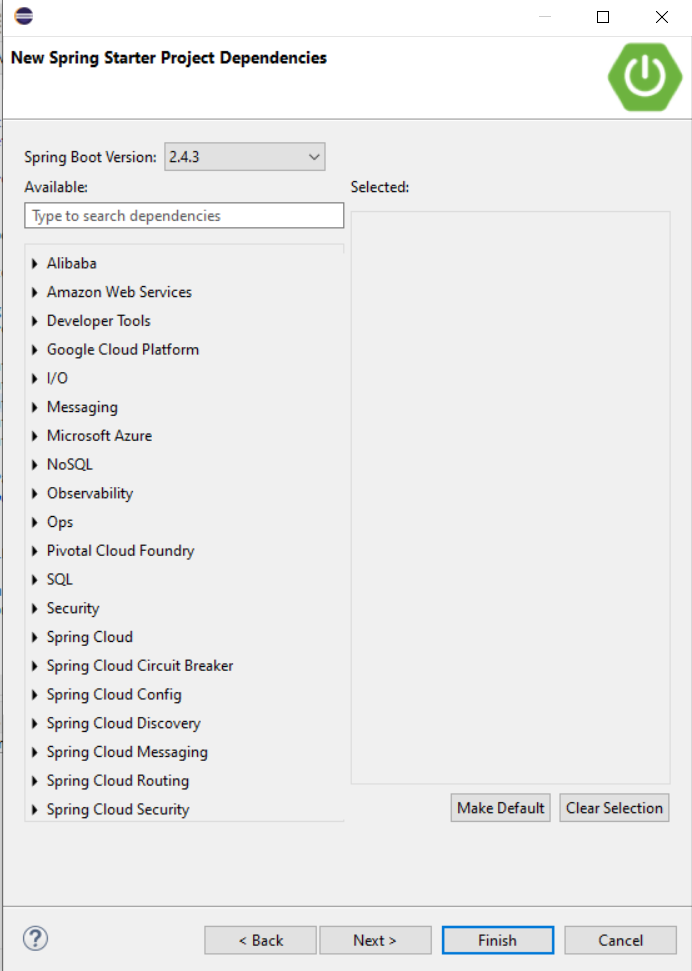 New Spring Starter Project Dependencies
Spring Boot Version: 2.4.3
Available: Selected:
Type to search dependencies
Alibaba
Amazon Web Services
Developer Tools
Google Cloud Platform
I/O
Messaging
Microsoft Azure
NoSQL
Observability
Ops
Pivotal Cloud Foundry
SQL
Security
Spring Cloud
Spring Cloud Circuit Breaker
Spring Cloud Config
Spring Cloud Discovery
Spring Cloud Messaging
Spring Cloud Routing
Spring Cloud Security
Make Default Clear Selection
? < Back Next > Finish Cancel